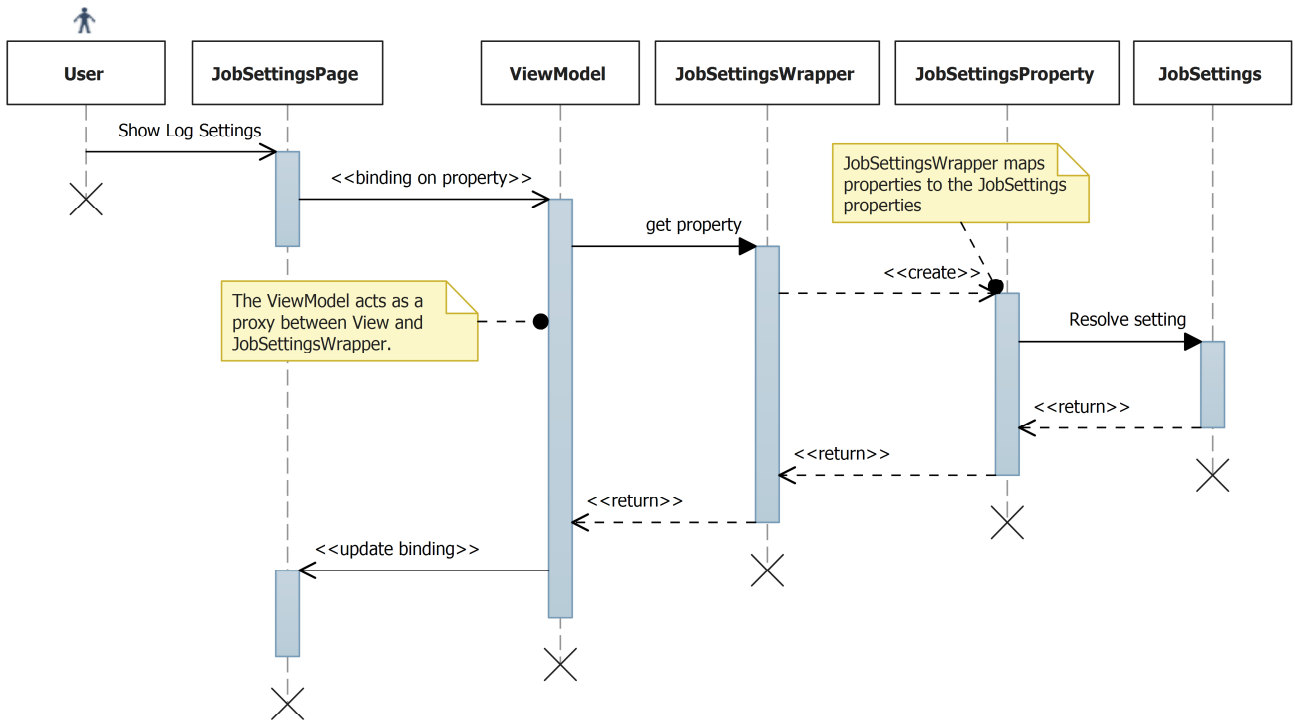 User
JobSettingsPage
ViewModel
JobSettingsWrapper
JobSettingsProperty
JobSettings
Show Log Settings
<<binding on property>>
JobSettingsWrapper maps
properties to the JobSettings
properties
get property
<<create>>
The ViewModel acts as a
proxy between View and
JobSettingsWrapper.
Resolve setting
<<return>>
<<return>>
<<return>>
<<update binding>>